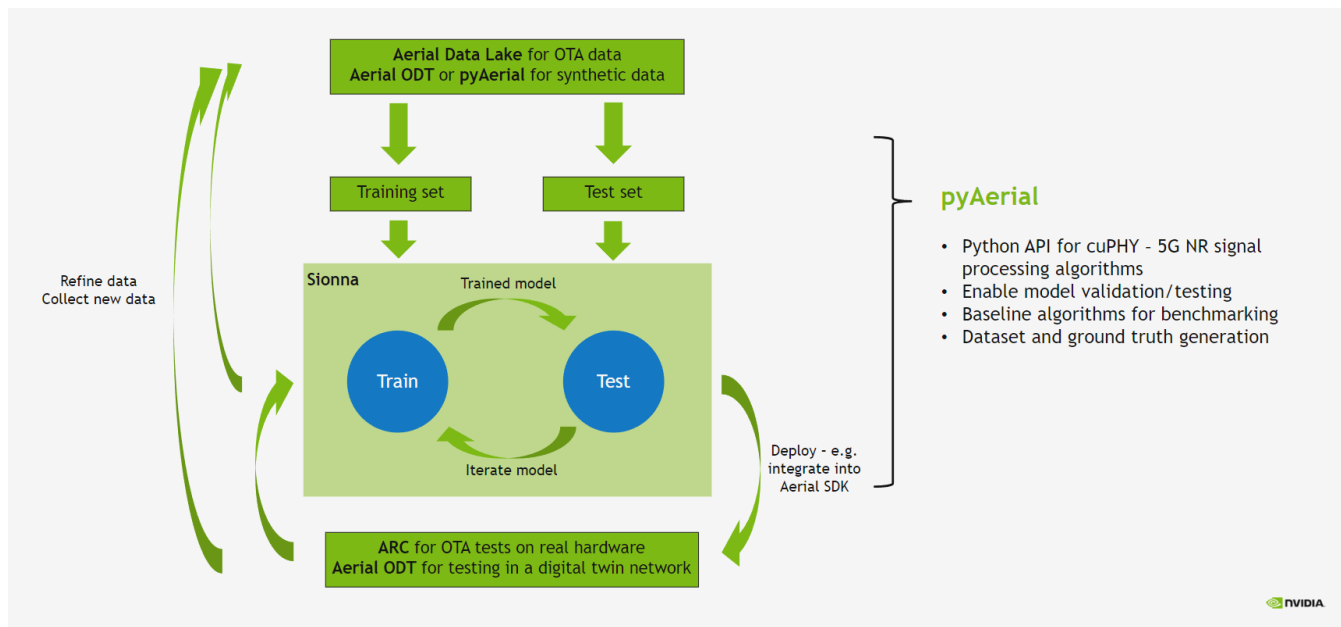 Aerial Data Lake for OTA data
Aerial ODT or pyAerial for synthetic data
Training set
Test set
Refine data
Collect new data
Sionna
Trained model
Train
Test
Iterate model
Deploy – e.g.
integrate into
Aerial SDK
ARC for OTA tests on real hardware
Aerial ODT for testing in a digital twin network
pyAerial
• Python API for cuPHY – 5G NR signal
processing algorithms
• Enable model validation/testing
• Baseline algorithms for benchmarking
• Dataset and ground truth generation
NVIDIA.